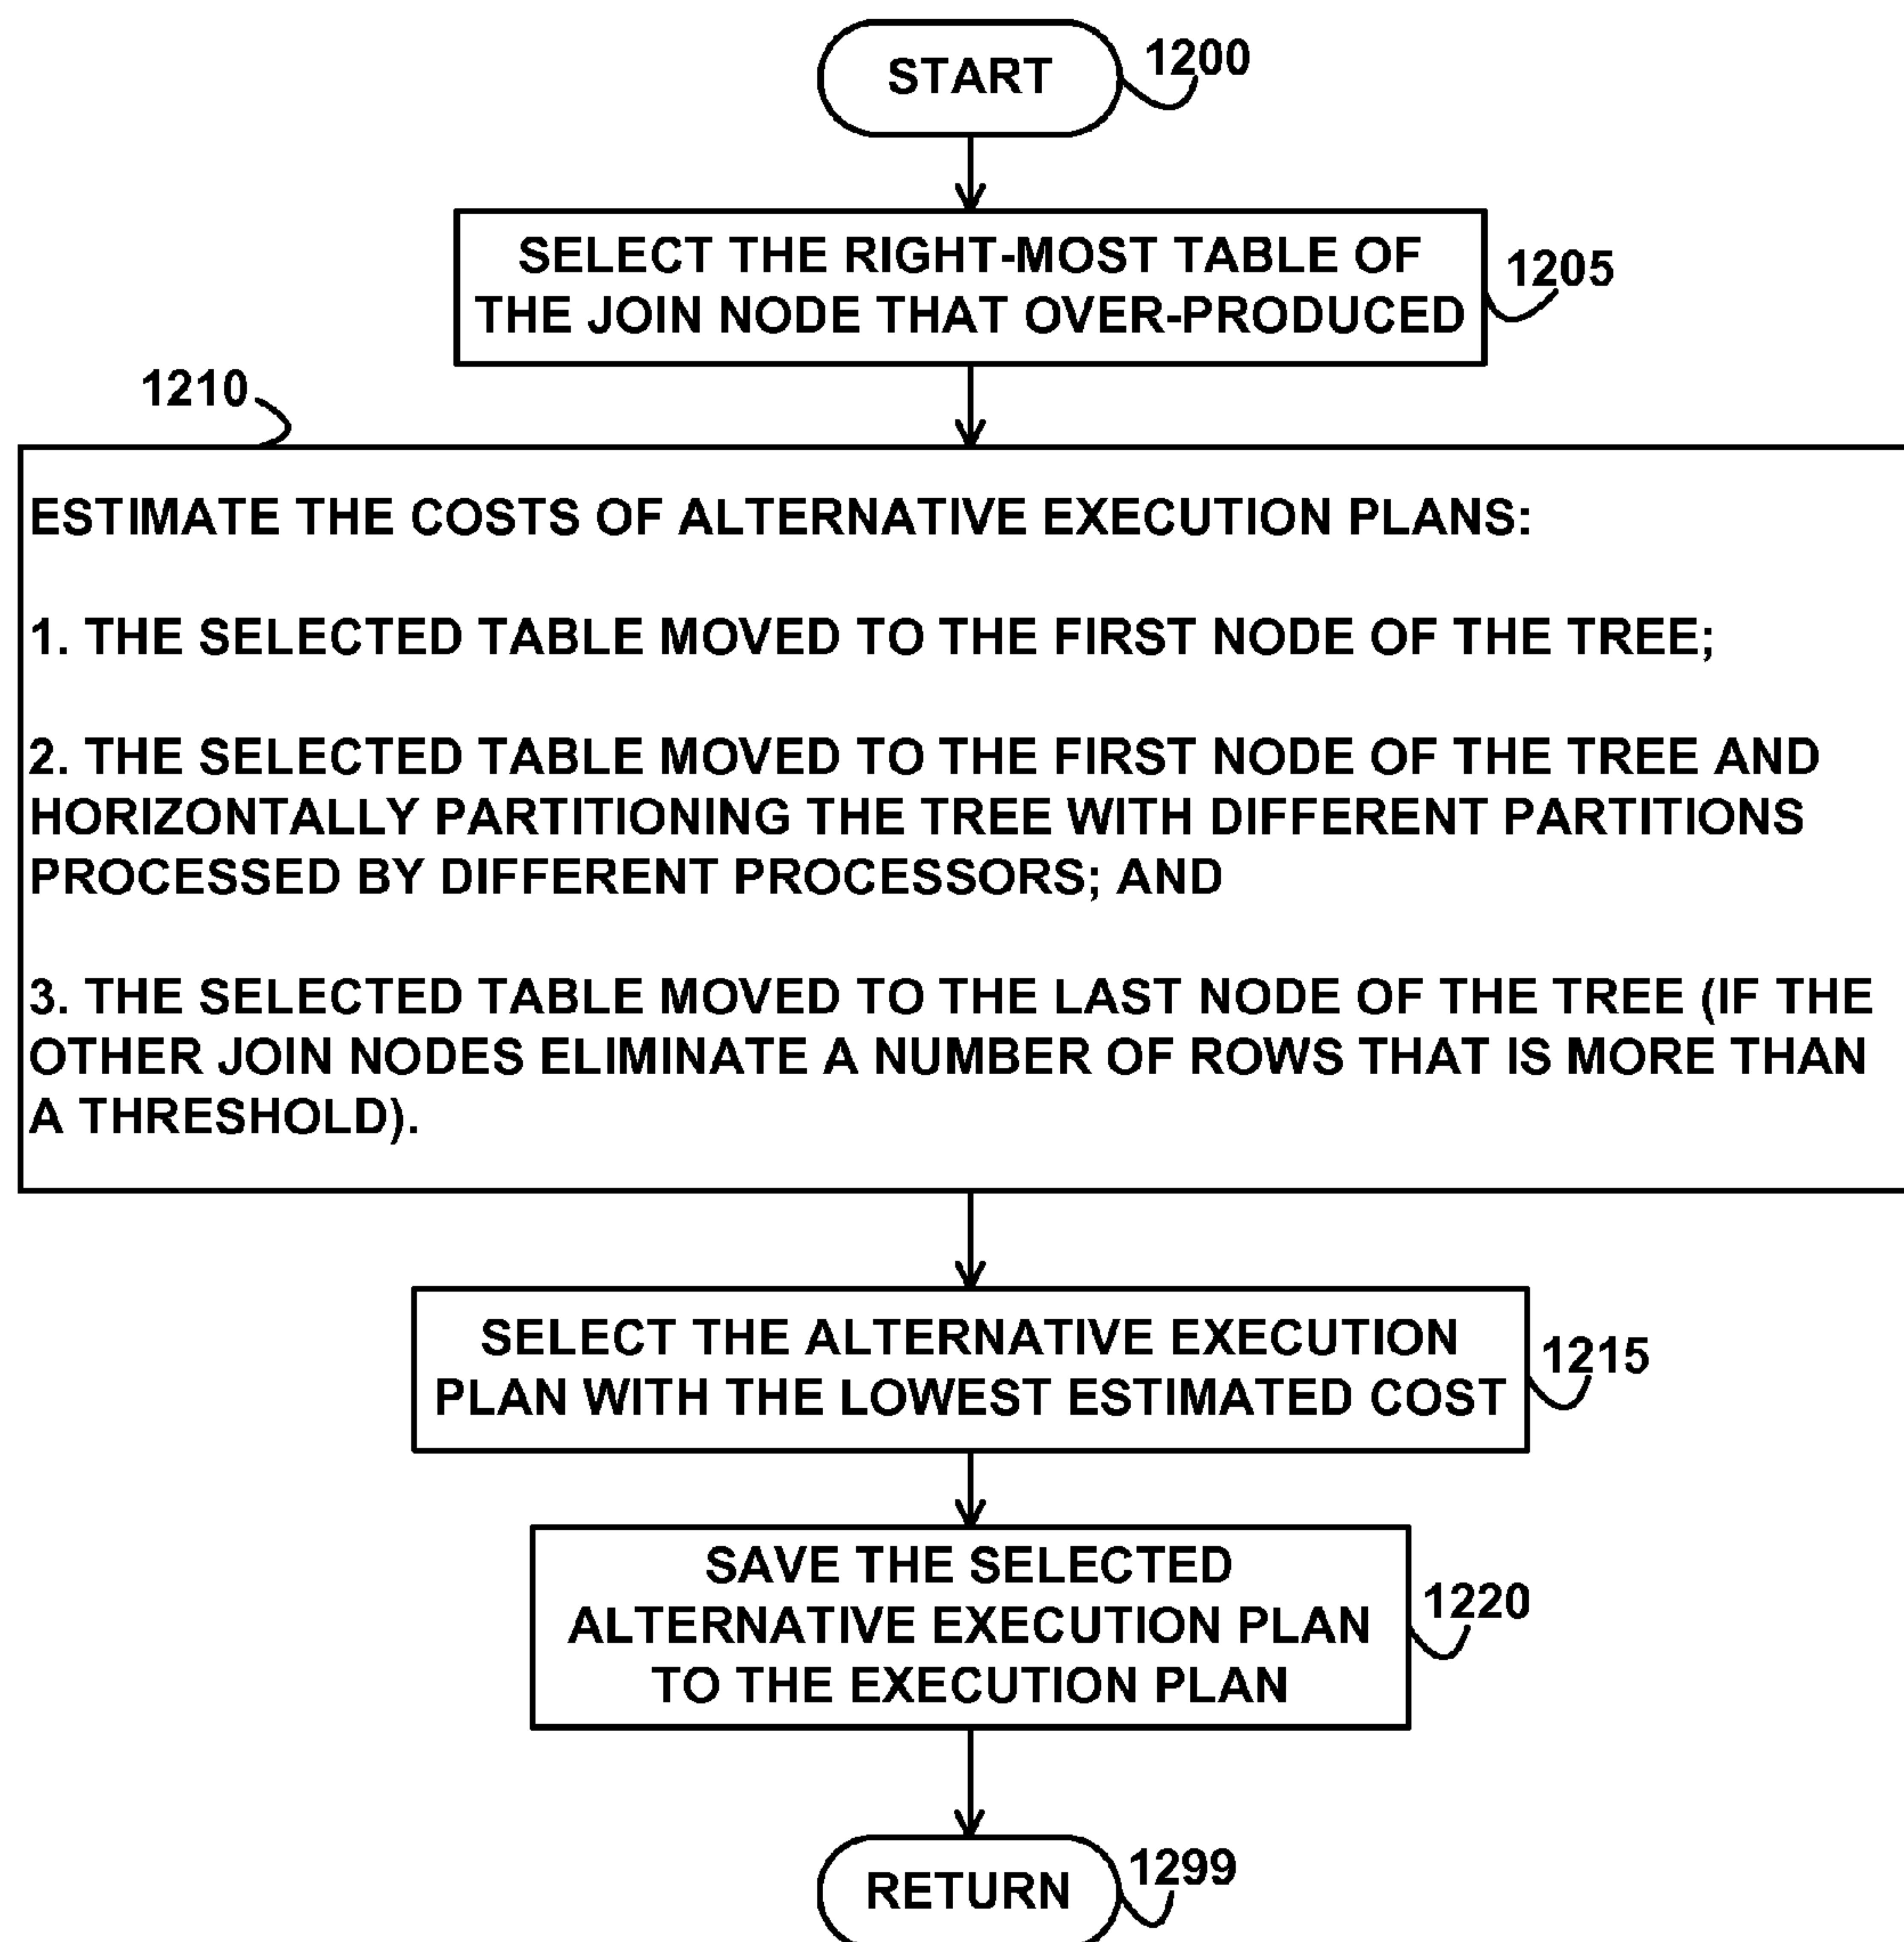 START
1200
SELECT THE RIGHT-MOST TABLE OF
THE JOIN NODE THAT OVER-PRODUCED
1205
1210
ESTIMATE THE COSTS OF ALTERNATIVE EXECUTION PLANS:
1. THE SELECTED TABLE MOVED TO THE FIRST NODE OF THE TREE;
2. THE SELECTED TABLE MOVED TO THE FIRST NODE OF THE TREE AND
HORIZONTALLY PARTITIONING THE TREE WITH DIFFERENT PARTITIONS
PROCESSED BY DIFFERENT PROCESSORS; AND
3. THE SELECTED TABLE MOVED TO THE LAST NODE OF THE TREE (IF THE
OTHER JOIN NODES ELIMINATE A NUMBER OF ROWS THAT IS MORE THAN
A THRESHOLD).
SELECT THE ALTERNATIVE EXECUTION
PLAN WITH THE LOWEST ESTIMATED COST
1215
SAVE THE SELECTED
ALTERNATIVE EXECUTION PLAN
TO THE EXECUTION PLAN
1220
RETURN
1299